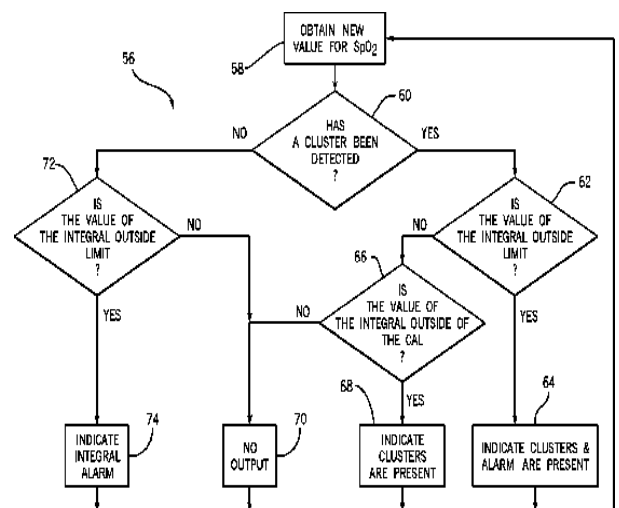 OBTAIN NEW
VALUE FOR SpO2
58
56
60
HAS
A CLUSTER BEEN
DETECTED
?
NO
YES
72
IS
THE VALUE OF
THE INTEGRAL OUTSIDE
LIMIT
?
NO
YES
62
IS
THE VALUE OF
THE INTEGRAL OUTSIDE
LIMIT
?
NO
YES
66
IS
THE VALUE OF
THE INTEGRAL OUTSIDE OF
THE CAL
?
NO
YES
74
INDICATE
INTEGRAL
ALARM
70
NO
OUTPUT
68
INDICATE
CLUSTERS
ARE PRESENT
64
INDICATE CLUSTERS &
ALARM ARE PRESENT